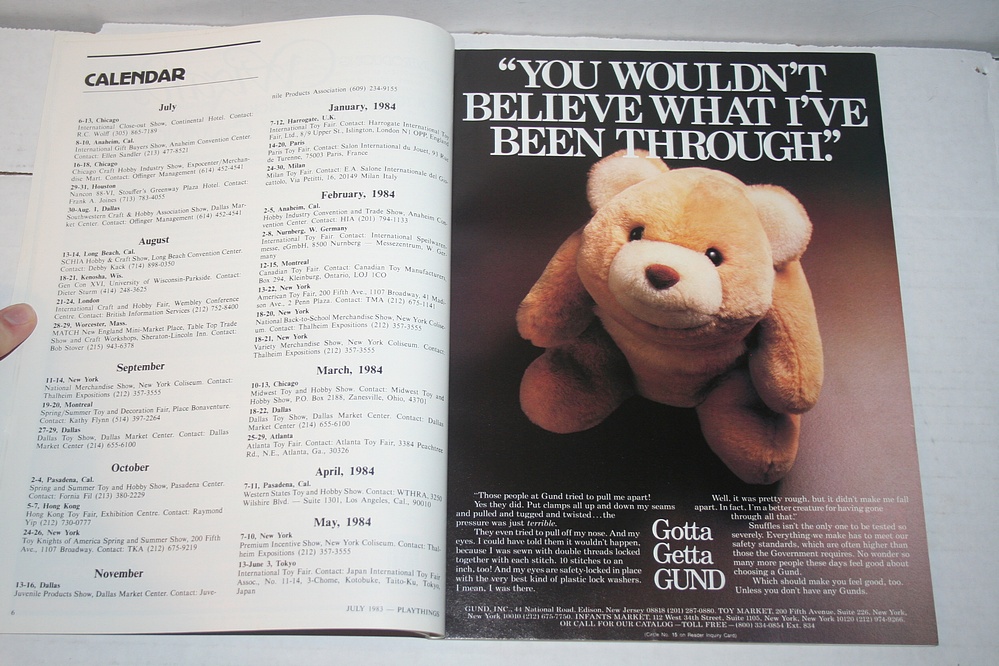 CALENDAR
July
6-13, Chicago
International Close-out Show, Continental Hotel. Contact:
R.C. Wolff (305) 865-7189
8-10, Anaheim, Cal.
International Gift Buyers Show, Anaheim Convention Center.
Contact: Ellen Sandler (213) 477-8521
16-18, Chicago
Chicago Craft Hobby Industry Show, Expocenter/Merchan-
dise Mart. Contact: Offinger Management (614) 452-4541
29-31, Houston
Nancon 88-VI, Stouffer's Greenway Plaza Hotel. Contact:
Frank A. Joines (713) 783-4055
30-Aug. 1, Dallas
Southwestern Craft & Hobby Association Show, Dallas Mar-
ket Center. Contact: Offinger Management (614) 452-4541
August
13-14, Long Beach, Cal.
SCHIA Hobby & Craft Show, Long Beach Convention Center.
Contact: Debby Kack (714) 898-0350
18-21, Kenosha, Wis.
Gen Con XVI, University of Wisconsin-Parkside. Contact:
Dieter Sturm (414) 248-3625
21-24, London
International Craft and Hobby Fair, Wembley Conference
Centre. Contact: British Information Services (212) 752-8400
28-29, Worcester, Mass.
MATCH New England Mini-Market Place, Table Top Trade
Show and Craft Workshops, Sheraton-Lincoln Inn. Contact:
Bob Stover (215) 943-6378
September
11-14, New York
National Merchandise Show, New York Coliseum. Contact:
Thalheim Expositions (212) 357-3555
19-20, Montreal
Spring/Summer Toy and Decoration Fair, Place Bonaventure.
Contact: Kathy Flynn (514) 397-2264
27-29, Dallas
Dallas Toy Show, Dallas Market Center. Contact: Dallas
Market Center (214) 655-6100
October
2-4, Pasadena, Cal.
Spring and Summer Toy and Hobby Show, Pasadena Center.
Contact: Fornia Fil (213) 380-2229
5-7, Hong Kong
Hong Kong Toy Fair, Exhibition Centre. Contact: Raymond
Yip (212) 730-0777
24-26, New York
Toy Knights of America Spring and Summer Show, 200 Fifth
Ave., 1107 Broadway. Contact: TKA (212) 675-9219
November
13-16, Dallas
Juvenile Products Show, Dallas Market Center. Contact: Juve-
6
nile Products Association (609) 234-9155
January, 1984
7-12, Harrogate, U.K.
International Toy Fair. Contact: Harrogate International Toy
Fair, Ltd., 8/9 Upper St., Islington, London N1 OPP, England
14-20, Paris
Paris Toy Fair. Contact: Salon International du Jouet, 93 Rue
de Turenne, 75003 Paris, France
24-30, Milan
Milan Toy Fair. Contact: E.A. Salone Internazionale del Gio-
cattolo, Via Petitti, 16, 20149 Milan Italy
February, 1984
2-5, Anaheim, Cal.
Hobby Industry Convention and Trade Show, Anaheim Con-
vention Center. Contact: HIA (201) 794-1133
2-8, Nurnberg, W. Germany
International Toy Fair. Contact: International Spielwaren-
messe, eGmbH, 8500 Nurnberg — Messezentrum, W. Ger-
many
12-15, Montreal
Canadian Toy Fair. Contact: Canadian Toy Manufacturers,
Box 294, Kleinburg, Ontario, LOJ 1CO
13-22, New York
American Toy Fair, 200 Fifth Ave., 1107 Broadway, 41 Madi-
son Ave., 2 Penn Plaza. Contact: TMA (212) 675-1141
18-20, New York
National Back-to-School Merchandise Show, New York Colise-
um. Contact: Thalheim Expositions (212) 357-3555
18-21, New York
Variety Merchandise Show, New York Coliseum. Contact:
Thalheim Expositions (212) 357-3555
March, 1984
10-13, Chicago
Midwest Toy and Hobby Show. Contact: Midwest Toy and
Hobby Show, P.O. Box 2188, Zanesville, Ohio, 43701
18-22, Dallas
Dallas Toy Show, Dallas Market Center. Contact: Dallas
Market Center (214) 655-6100
25-29, Atlanta
Atlanta Toy Fair. Contact: Atlanta Toy Fair, 3384 Peachtree
Rd., N.E., Atlanta, Ga., 30326
April, 1984
7-11, Pasadena, Cal.
Western States Toy and Hobby Show. Contact: WTHRA, 3250
Wilshire Blvd. — Suite 1301, Los Angeles, Cal., 90010
May, 1984
7-10, New York
Premium Incentive Show, New York Coliseum. Contact: Thal-
heim Expositions (212) 357-3555
13-June 3, Tokyo
International Toy Fair. Contact: Japan International Toy Fair
Assoc., No. 11-14, 3-Chome, Kotobuke, Taito-Ku, Tokyo,
Japan
JULY 1983 — PLAYTHINGS
“YOU WOULDN'T
BELIEVE WHAT I'VE
BEEN THROUGH.”
“Those people at Gund tried to pull me apart!
Yes they did. Put clamps all up and down my seams
and pulled and tugged and twisted...the
pressure was just terrible.
They even tried to pull off my nose. And my
eyes. I could have told them it wouldn't happen,
because I was sewn with double threads locked
together with each stitch. 10 stitches to an
inch, too! And my eyes are safety-locked in place
with the very best kind of plastic lock washers.
I mean, I was there.
Gotta
Getta
GUND
Well, it was pretty rough, but it didn't make me fall
apart. In fact, I'm a better creature for having gone
through all that.”
Snuffles isn't the only one to be tested so
severely. Everything we make has to meet our
safety standards, which are often higher than
those the Government requires. No wonder so
many more people these days feel good about
choosing a Gund.
Which should make you feel good, too.
Unless you don't have any Gunds.
GUND, INC., 44 National Road, Edison, New Jersey 08818 (201) 287-0880. TOY MARKET, 200 Fifth Avenue, Suite 226, New York,
New York 10010 (212) 675-7750. INFANTS MARKET, 112 West 34th Street, Suite 1105, New York, New York 10120 (212) 974-9266.
OR CALL FOR OUR CATALOG—TOLL FREE—(800) 334-0854 Ext. 834
(Circle No. 15 on Reader Inquiry Card)